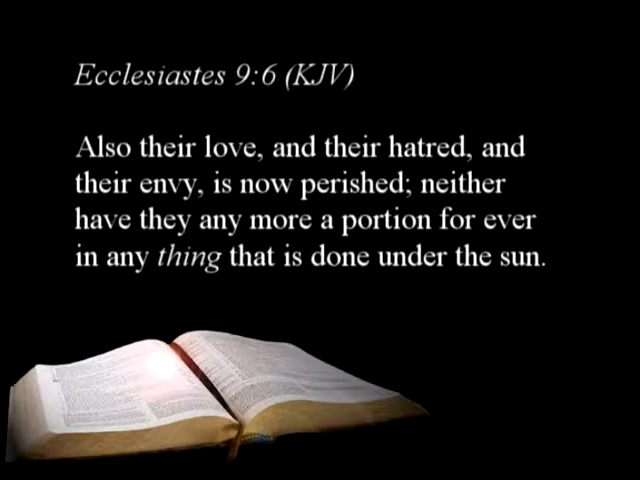 Ecclesiastes 9:6 (KJV)
Also their love, and their hatred, and
their envy, is now perished; neither
have they any more a portion for ever
in any thing that is done under the sun.